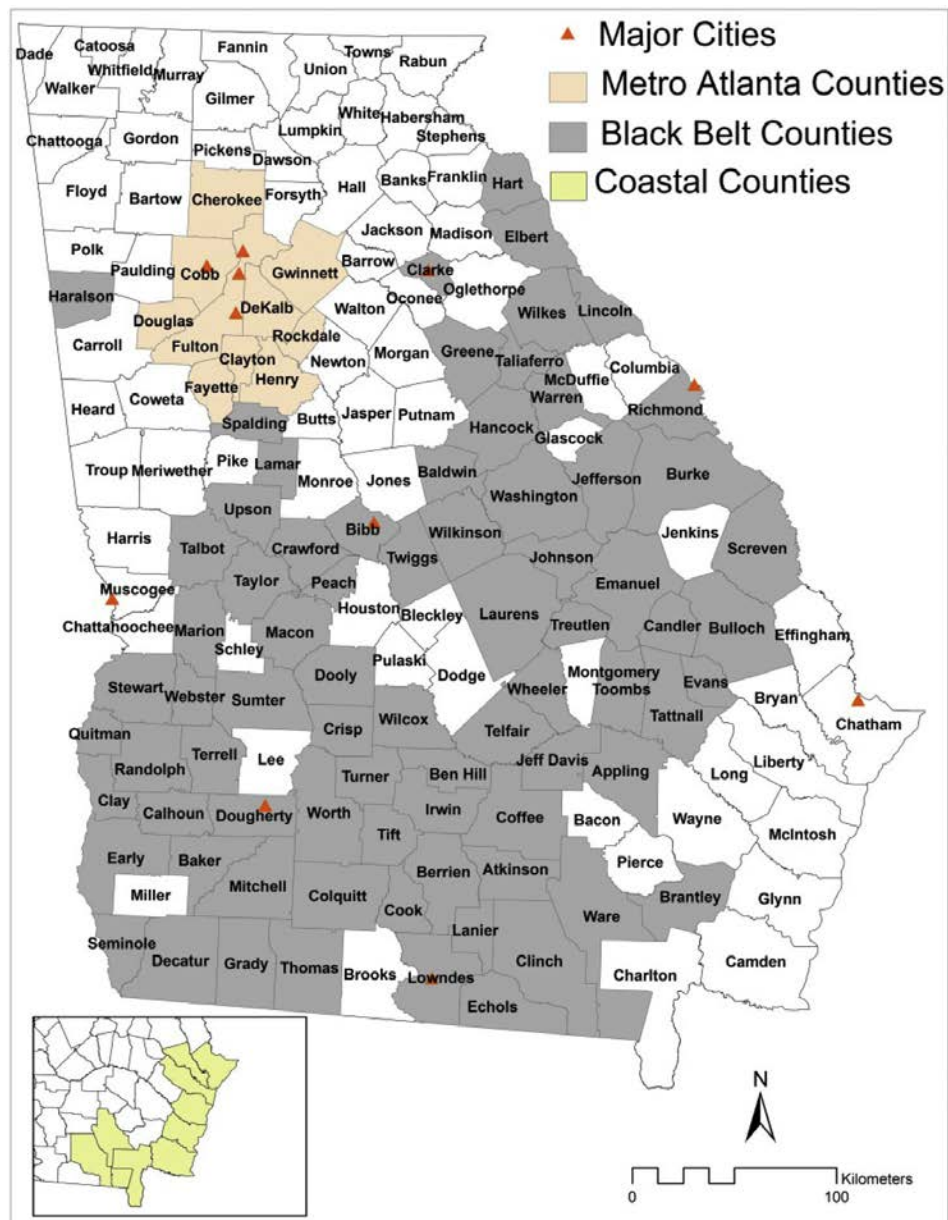 Major Cities
Metro Atlanta Counties
Black Belt Counties
Coastal Counties
Dade
Catoosa
Whitfield
Walker
Murray
Fannin
Gilmer
Union
Towns
Rabun
White
Habersham
Lumpkin
Stephens
Chattooga
Gordon
Pickens
Dawson
Hall
Banks
Franklin
Hart
Floyd
Bartow
Cherokee
Forsyth
Jackson
Madison
Elbert
Polk
Paulding
Cobb
Gwinnett
Barrow
Clarke
Oconee
Oglethorpe
Haralson
Douglas
DeKalb
Walton
Wilkes
Lincoln
Carroll
Fulton
Clayton
Rockdale
Newton
Morgan
Greene
Taliaferro
McDuffie
Columbia
Warren
Heard
Coweta
Fayette
Henry
Spalding
Butts
Jasper
Putnam
Hancock
Glascock
Richmond
Troup
Meriwether
Pike
Lamar
Monroe
Jones
Baldwin
Washington
Jefferson
Burke
Upson
Bibb
Wilkinson
Harris
Talbot
Crawford
Twiggs
Johnson
Jenkins
Screven
Muscogee
Taylor
Peach
Houston
Bleckley
Laurens
Emanuel
Treutlen
Candler
Bulloch
Effingham
Chattahoochee
Marion
Schley
Macon
Pulaski
Dodge
Wheeler
Montgomery
Toombs
Evans
Bryan
Stewart
Webster
Sumter
Dooly
Crisp
Wilcox
Telfair
Tattnall
Chatham
Quitman
Randolph
Terrell
Lee
Turner
Ben Hill
Jeff Davis
Appling
Long
Liberty
Clay
Calhoun
Dougherty
Worth
Tift
Irwin
Coffee
Bacon
Wayne
McIntosh
Early
Baker
Mitchell
Miller
Colquitt
Berrien
Atkinson
Pierce
Brantley
Glynn
Seminole
Decatur
Grady
Thomas
Brooks
Cook
Lanier
Lowndes
Clinch
Ware
Echols
Charlton
Camden
N
Kilometers
0 100